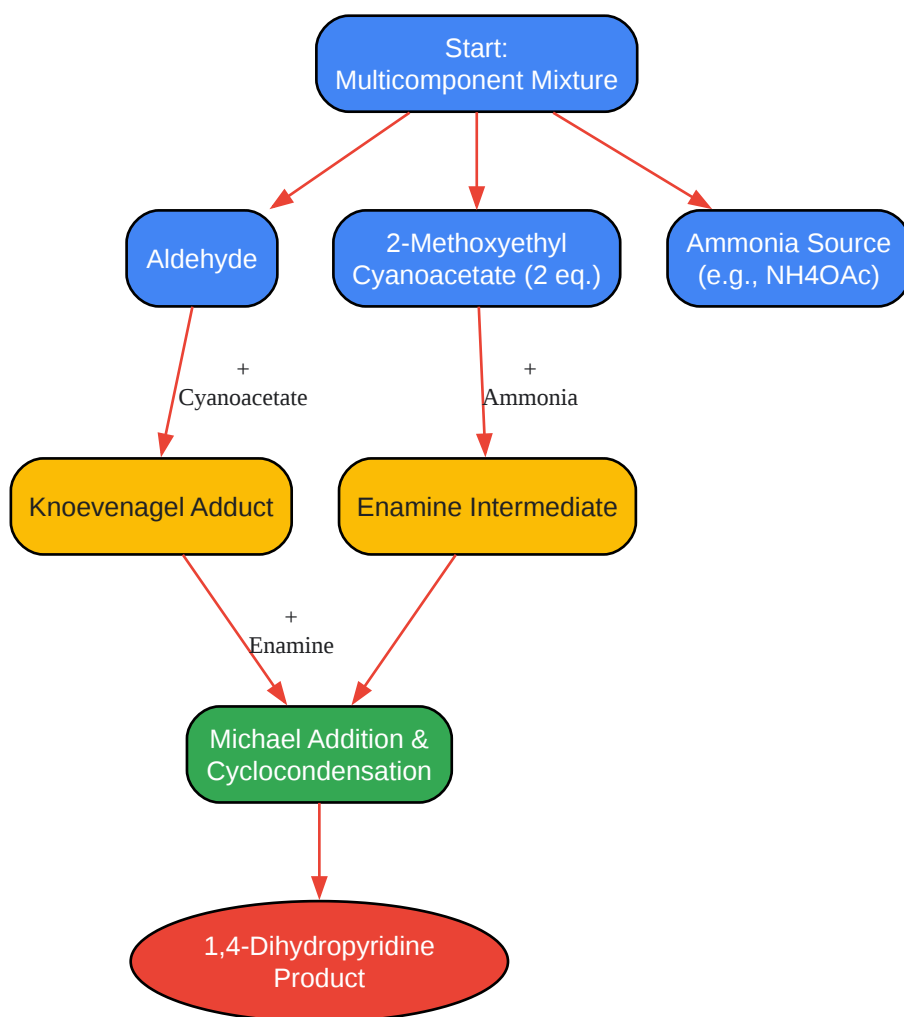 Start:
Multicomponent Mixture
Aldehyde
2-Methoxyethyl
Cyanoacetate (2 eq.)
Ammonia Source
(e.g., NH4OAc)
+
Cyanoacetate
+
Ammonia
Knoevenagel Adduct
Enamine Intermediate
+
Enamine
Michael Addition &
Cyclocondensation
1,4-Dihydropyridine
Product